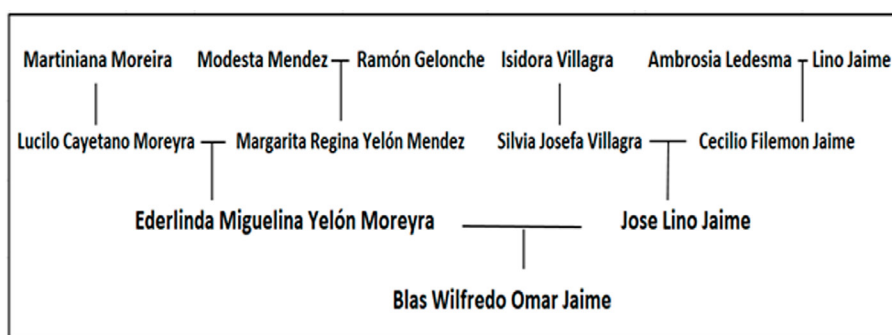 Martiniana Moreira Modesta Mendez Ramón Gelonche Isidora Villagra Ambrosia Ledesma Lino Jaime
Lucilo Cayetano Moreyra Margarita Regina Yelón Mendez Silvia Josefa Villagra Cecilio Filemon Jaime
Ederlinda Miguelina Yelón Moreyra Jose Lino Jaime
Blas Wilfredo Omar Jaime